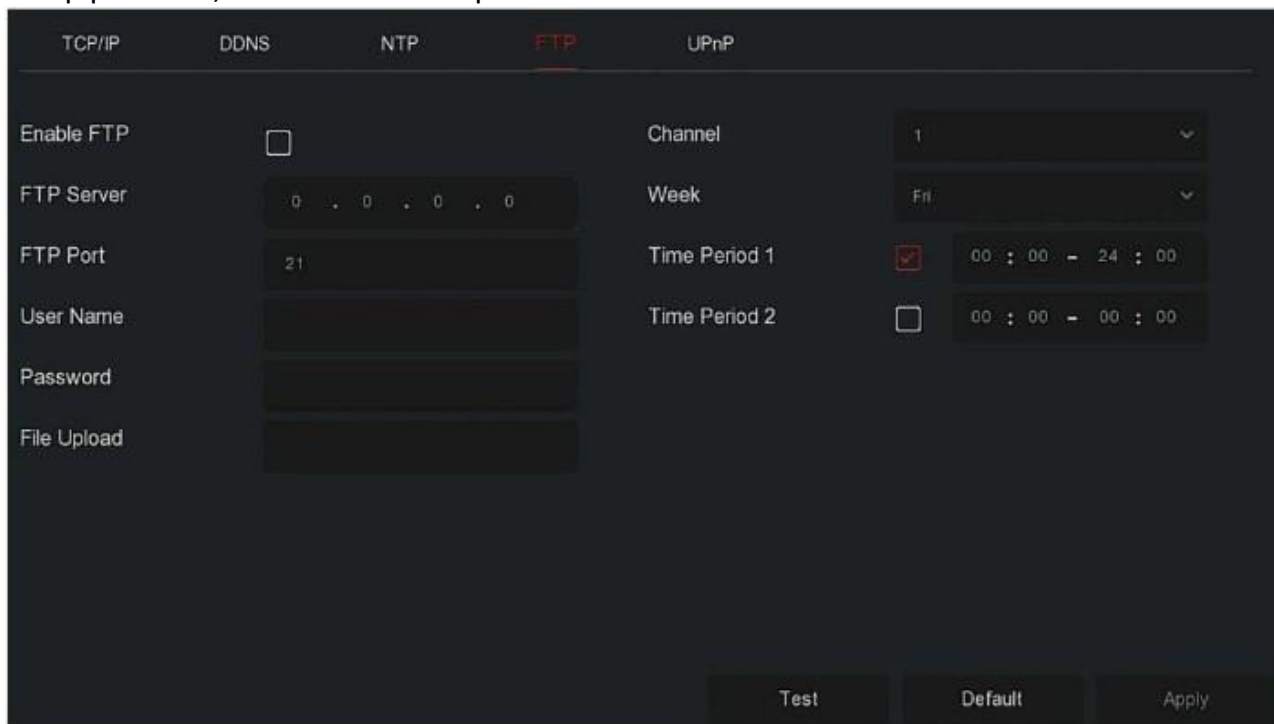 TCP/IP DDNS NTP FTP UPnP
Enable FTP
FTP Server 0 . 0 . 0 . 0
FTP Port 21
User Name
Password
File Upload
Channel 1
Week Fri
Time Period 1 00 : 00 - 24 : 00
Time Period 2 00 : 00 - 00 : 00
Test Default Apply